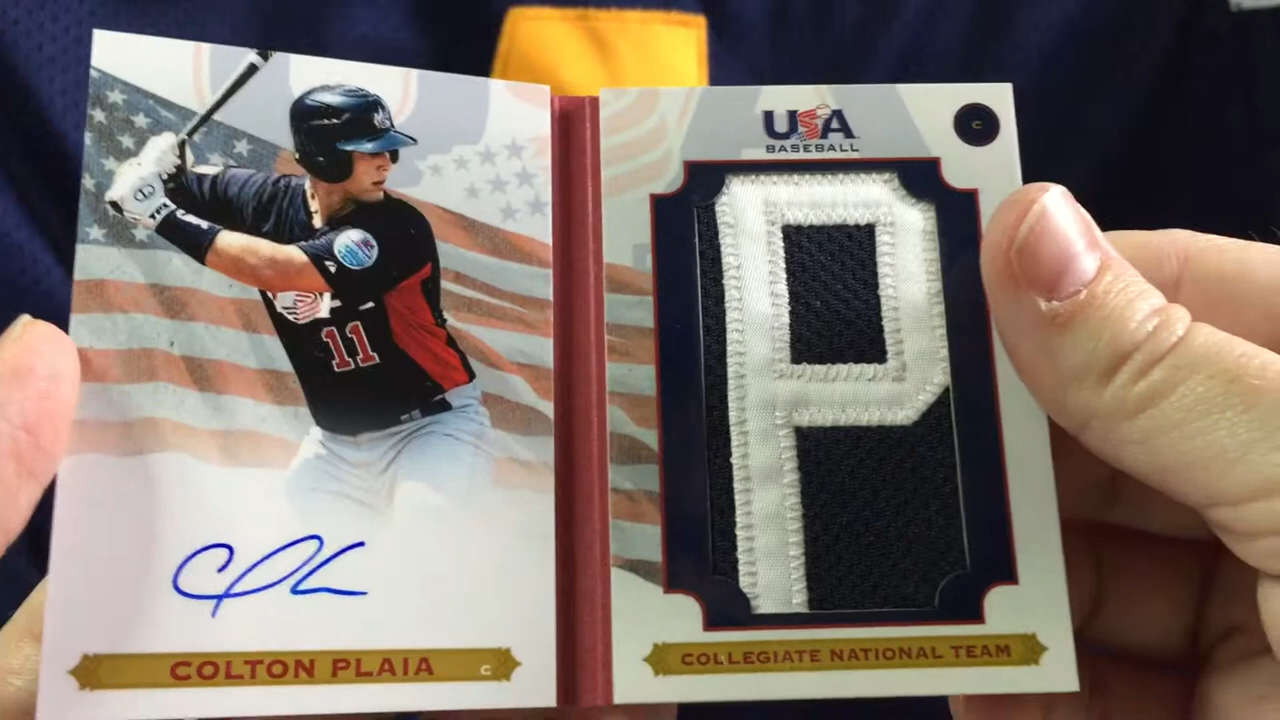 11
COLTON PLAIA
C
USA
BASEBALL
C
P
COLLEGIATE NATIONAL TEAM